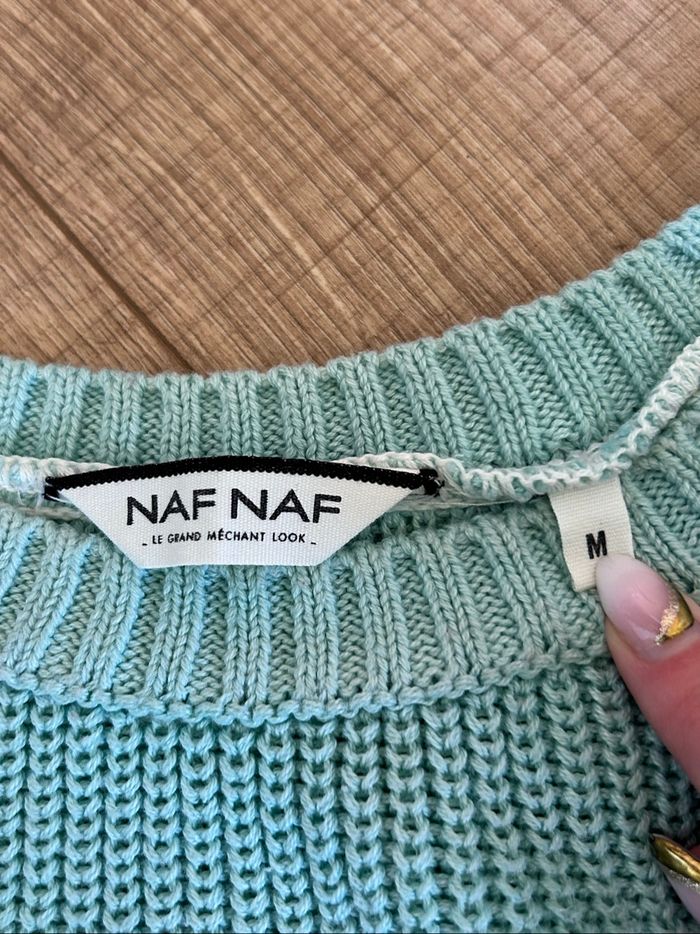 NAF NAF
- LE GRAND MÉCHANT LOOK -
M